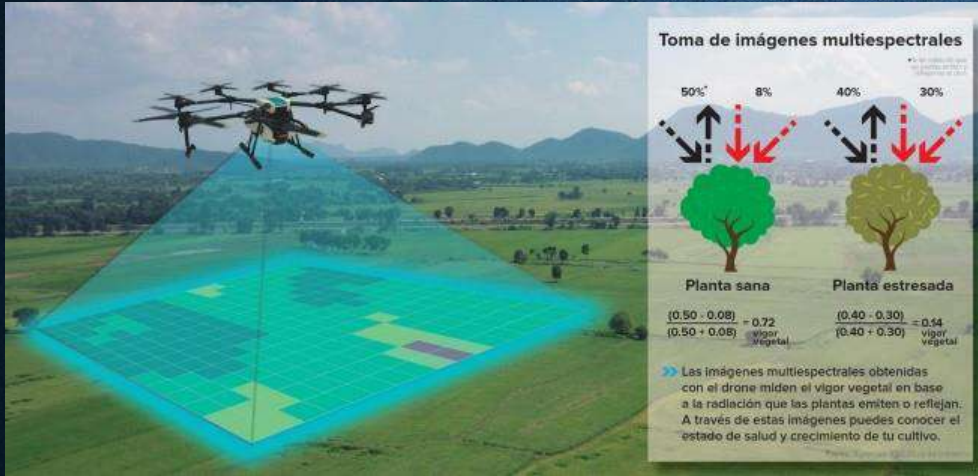 Toma de imágenes multiespectrales
50%* 8% 40% 30%
Planta sana Planta estresada
(0.50 - 0.08) (0.40 - 0.30)
= 0.72 = 0.14
(0.50 + 0.08) (0.40 + 0.30)
vigor vigor
vegetal vegetal
Las imágenes multiespectrales obtenidas
con el drone miden el vigor vegetal en base
a la radiación que las plantas emiten o reflejan.
A través de estas imágenes puedes conocer el
estado de salud y crecimiento de tu cultivo.